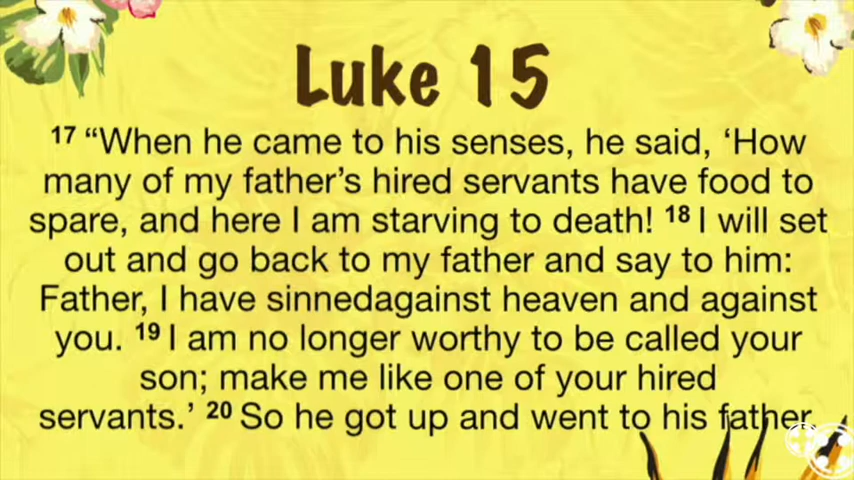 Luke 15
17 “When he came to his senses, he said, ‘How
many of my father’s hired servants have food to
spare, and here I am starving to death! 18 I will set
out and go back to my father and say to him:
Father, I have sinnedagainst heaven and against
you. 19 I am no longer worthy to be called your
son; make me like one of your hired
servants.’ 20 So he got up and went to his father.